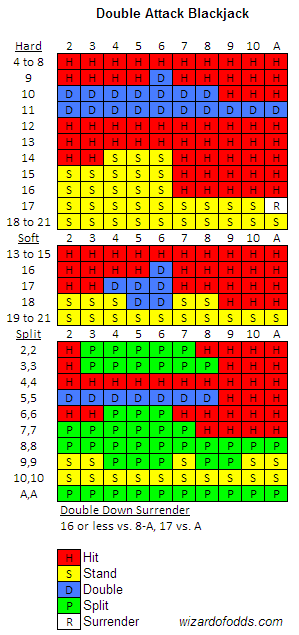 Double Attack Blackjack
Hard 2 3 4 5 6 7 8 9 10 A
4 to 8 H H H H H H H H H H
9 H H H H D H H H H H
10 D D D D D D D H H H
11 D D D D D D D D D D
12 H H H H H H H H H H
13 H H H H H H H H H H
14 H H S S S H H H H H
15 S S S S S H H H H H
16 S S S S S H H H H H
17 S S S S S S S S S R
18 to 21 S S S S S S S S S S
Soft 2 3 4 5 6 7 8 9 10 A
13 to 15 H H H H H H H H H H
16 H H H H D H H H H H
17 H H D D D H H H H H
18 S S S D D S S H H H
19 to 21 S S S S S S S S S S
Split 2 3 4 5 6 7 8 9 10 A
2,2 H P P P P P H H H H
3,3 H P P P P P P H H H
4,4 H H H H H H H H H H
5,5 D D D D D D D H H H
6,6 H H P P P H H H H H
7,7 P P P P P P H H H H
8,8 P P P P P P P P P P
9,9 S S P P P S P P S S
10,10 S S S S S S S S S S
A,A P P P P P P P P P P
Double Down Surrender
16 or less vs. 8-A, 17 vs. A
H Hit
S Stand
D Double
P Split
R Surrender
wizardofodds.com